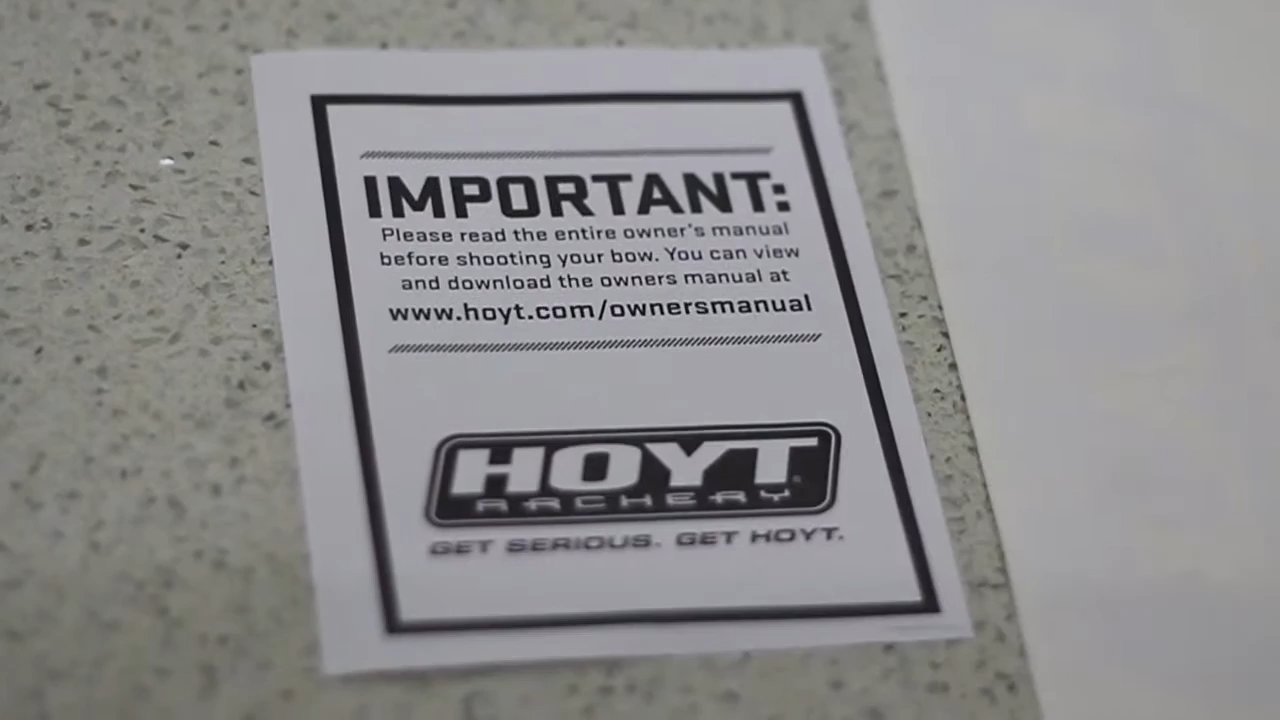 IMPORTANT:
Please read the entire owner's manual
before shooting your bow. You can view
and download the owners manual at
www.hoyt.com/ownersmanual
HOYT®
ARCHERY
GET SERIOUS. GET HOYT.